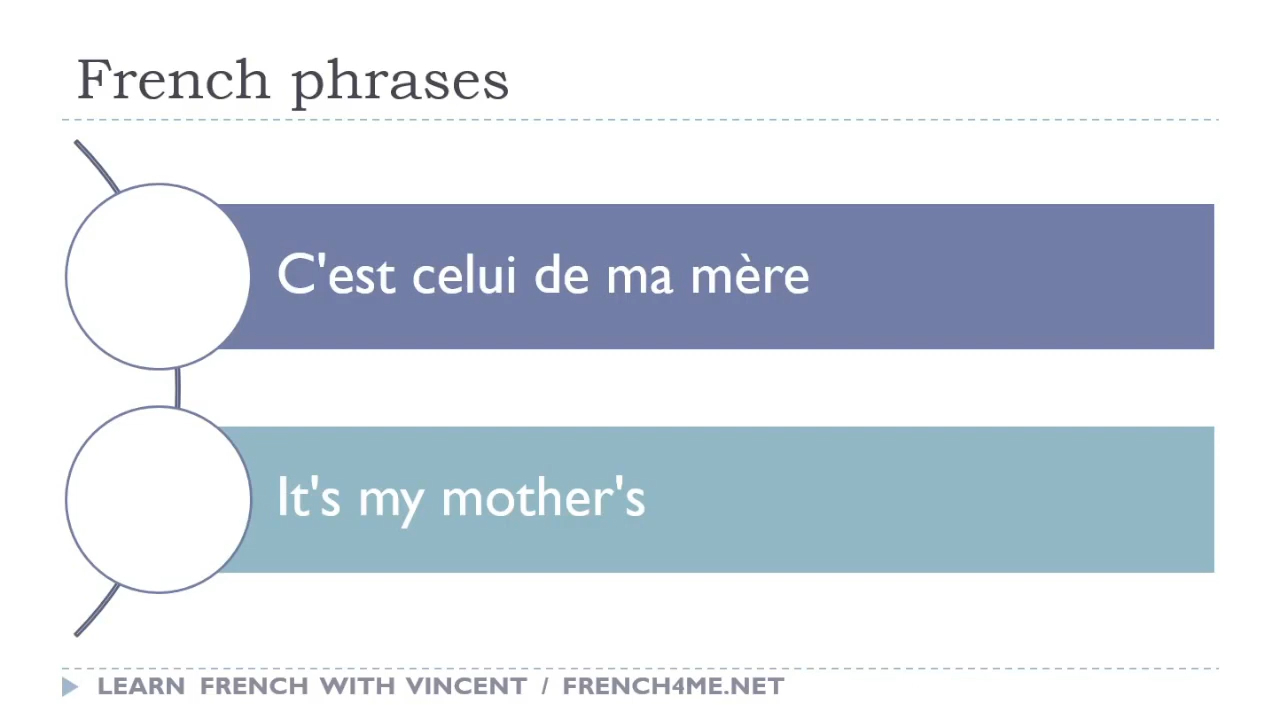 French phrases
C'est celui de ma mère
It's my mother's
LEARN FRENCH WITH VINCENT / FRENCH4ME.NET